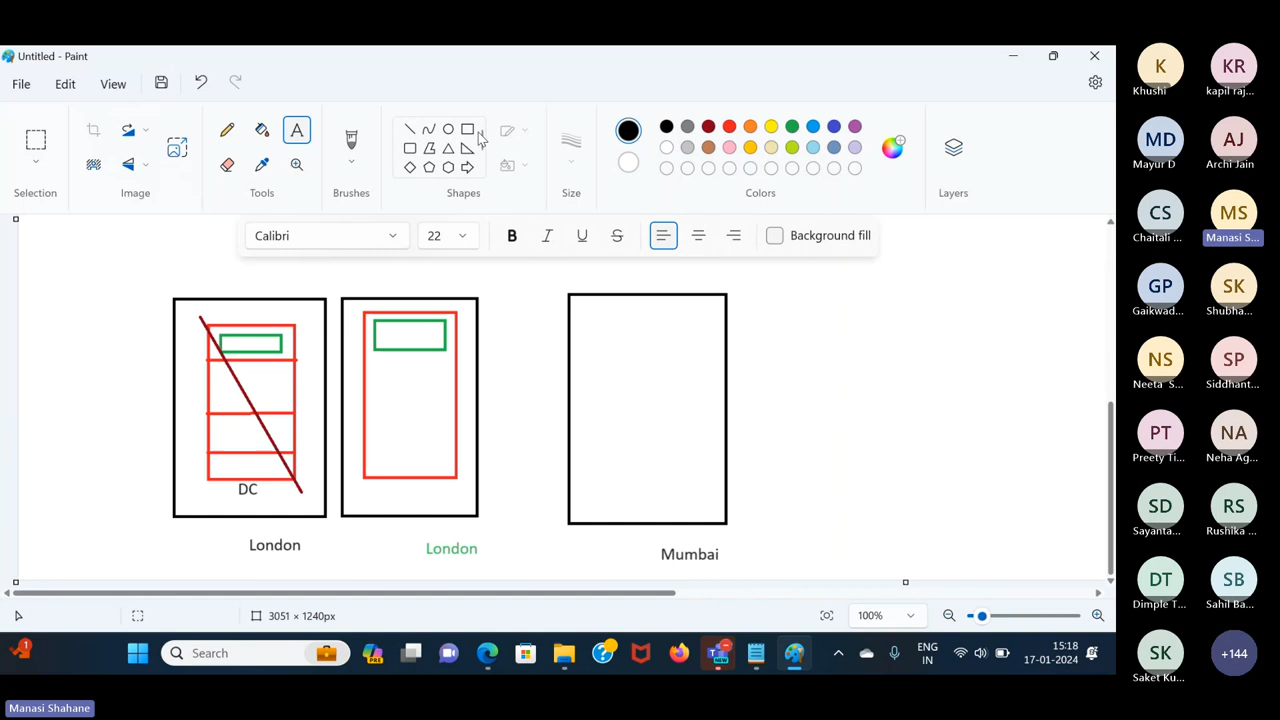 Untitled - Paint
File Edit View
Selection Image Tools Brushes Shapes Size Colors Layers
Calibri 22 B I U S Background fill
DC
London London Mumbai
3051 × 1240px 100%
Search PRE NEW
ENG
IN
15:18
17-01-2024
1
Manasi Shahane
K KR
Khushi kapil raj...
MD AJ
Mayur D Archi Jain
CS MS
Chaitali ... Manasi S...
GP SK
Gaikwad... Shubha...
NS SP
Neeta S... Siddhant...
PT NA
Preety Ti... Neha Ag...
SD RS
Sayanta... Rushika ...
DT SB
Dimple T... Sahil Ba...
SK +144
Saket Ku...